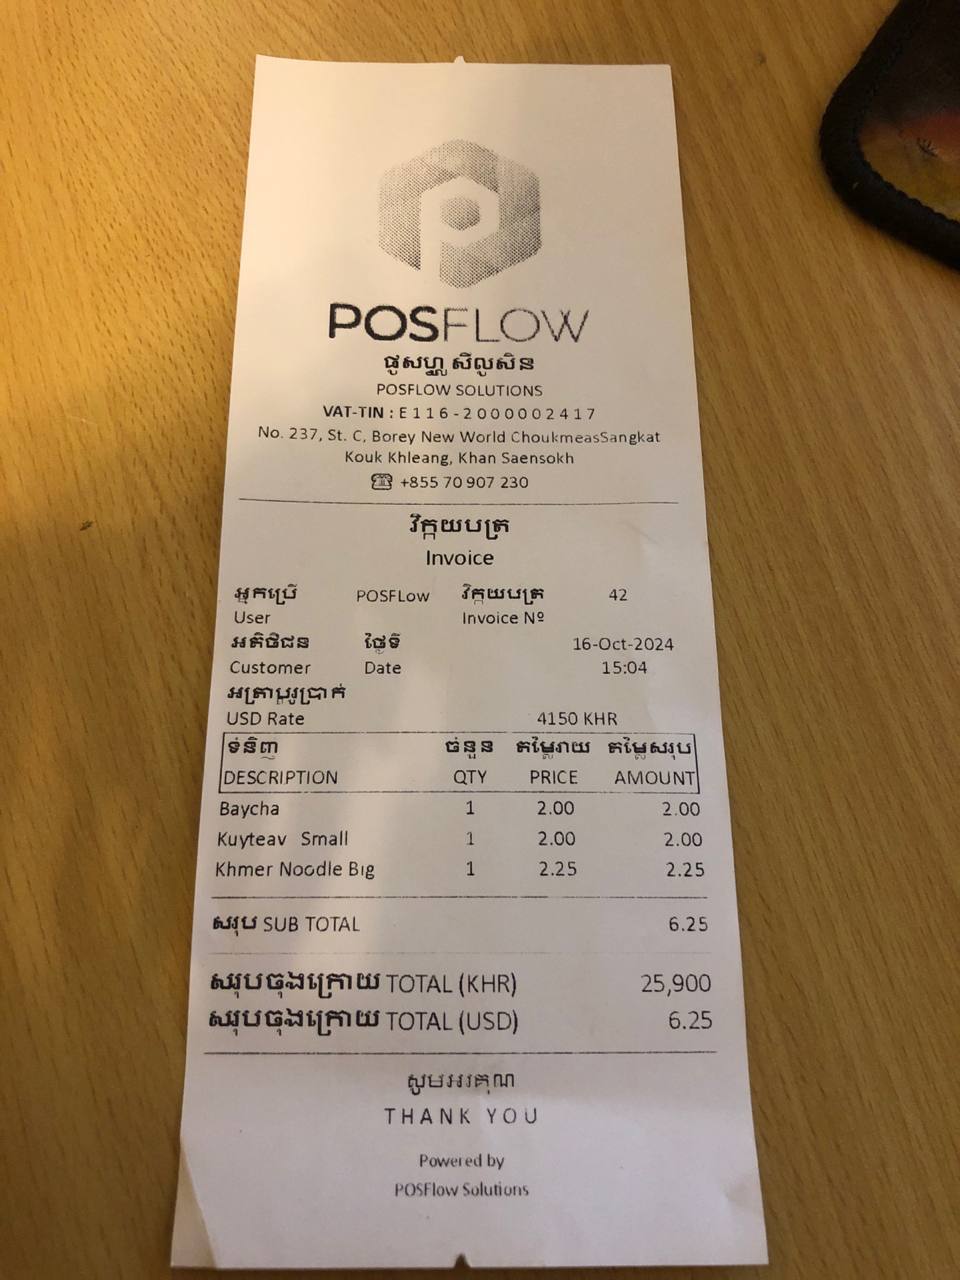 POSFLOW
ផូសហ្វ្លូ សូលូសិន
POSFLOW SOLUTIONS
VAT-TIN : E116-2000002417
No. 237, St. C, Borey New World ChoukmeasSangkat
Kouk Khleang, Khan Saensokh
☎ +855 70 907 230
វិក្កយបត្រ
Invoice
អ្នកប្រើ POSFLow វិក្កយបត្រ 42
User Invoice Nº
អតិថិជន ថ្ងៃទី 16-Oct-2024
Customer Date 15:04
អត្រាប្តូរប្រាក់
USD Rate 4150 KHR
ទំនិញ ចំនួន តម្លៃរាយ តម្លៃសរុប
DESCRIPTION QTY PRICE AMOUNT
Baycha 1 2.00 2.00
Kuyteav Small 1 2.00 2.00
Khmer Noodle Big 1 2.25 2.25
សរុប SUB TOTAL 6.25
សរុបចុងក្រោយ TOTAL (KHR) 25,900
សរុបចុងក្រោយ TOTAL (USD) 6.25
សូមអរគុណ
THANK YOU
Powered by
POSFlow Solutions